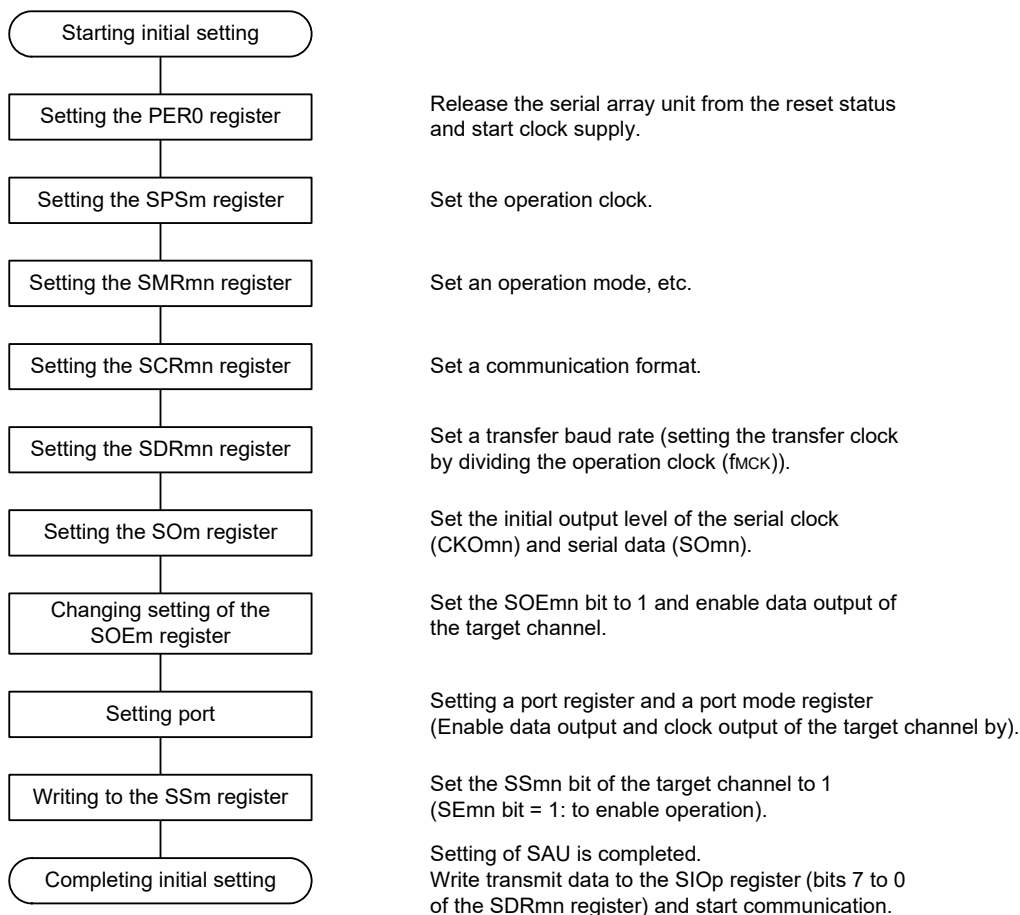 Starting initial setting
Setting the PER0 register
Release the serial array unit from the reset status
and start clock supply.
Setting the SPSm register
Set the operation clock.
Setting the SMRmn register
Set an operation mode, etc.
Setting the SCRmn register
Set a communication format.
Setting the SDRmn register
Set a transfer baud rate (setting the transfer clock
by dividing the operation clock (fMCK)).
Setting the SOm register
Set the initial output level of the serial clock
(CKOmn) and serial data (SOmn).
Changing setting of the
SOEm register
Set the SOEmn bit to 1 and enable data output of
the target channel.
Setting port
Setting a port register and a port mode register
(Enable data output and clock output of the target channel by).
Writing to the SSm register
Set the SSmn bit of the target channel to 1
(SEmn bit = 1: to enable operation).
Completing initial setting
Setting of SAU is completed.
Write transmit data to the SIOp register (bits 7 to 0
of the SDRmn register) and start communication.